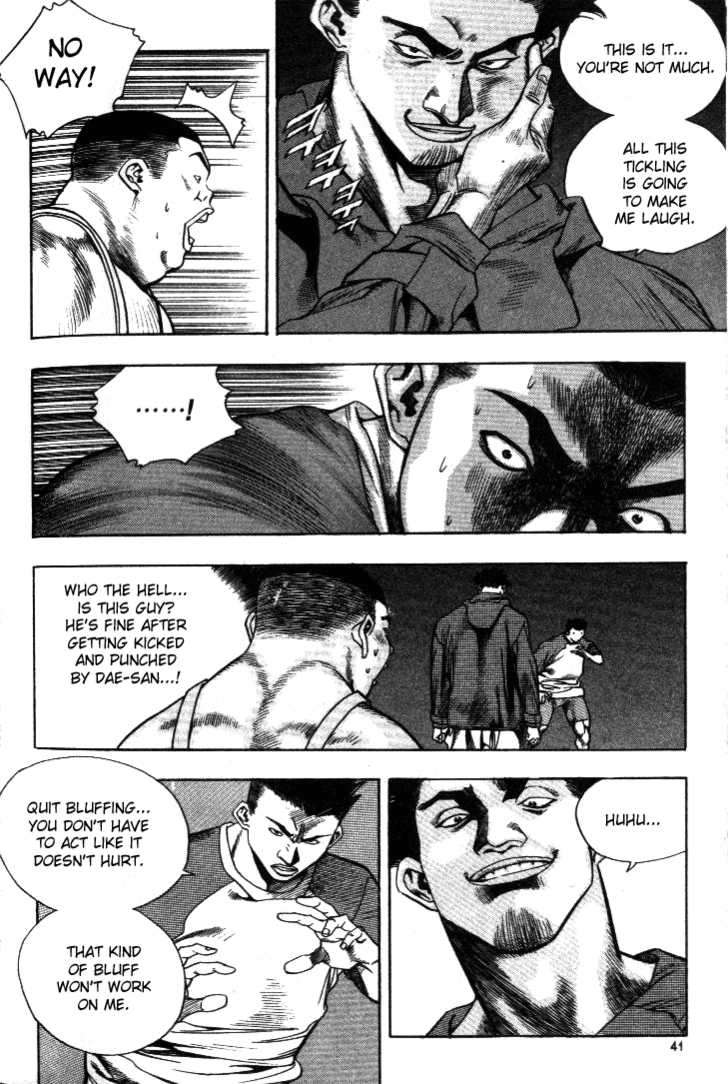 NO
WAY!
THIS IS IT...
YOU'RE NOT MUCH.
ALL THIS
TICKLING
IS GOING
TO MAKE
ME LAUGH.
......!
WHO THE HELL...
IS THIS GUY?
HE'S FINE AFTER
GETTING KICKED
AND PUNCHED
BY DAE-SAN...!
QUIT BLUFFING...
YOU DON'T HAVE
TO ACT LIKE IT
DOESN'T HURT.
THAT KIND
OF BLUFF
WON'T WORK
ON ME.
HUHU...
41